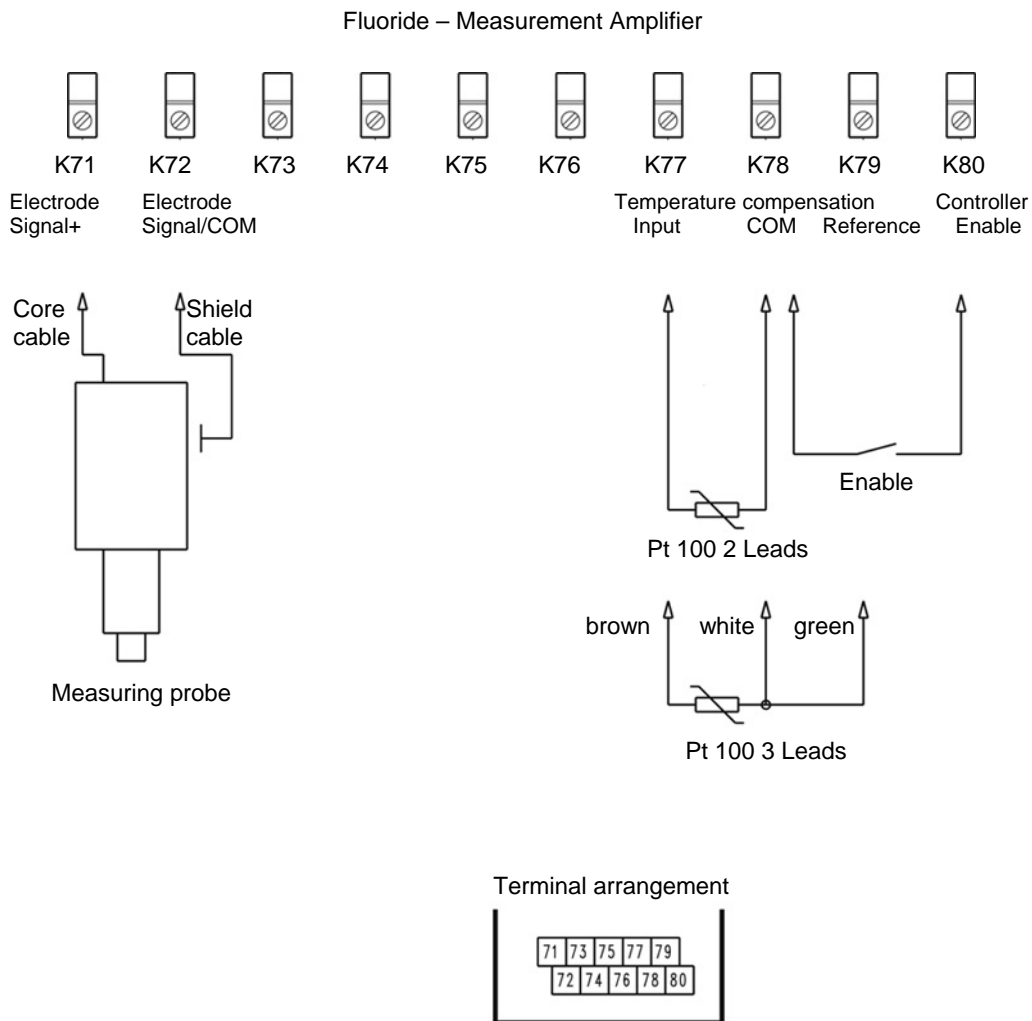 Fluoride – Measurement Amplifier
K71 K72 K73 K74 K75 K76 K77 K78 K79 K80
Electrode Electrode Temperature compensation Controller
Signal+ Signal/COM Input COM Reference Enable
Core Shield
cable cable
Enable
Pt 100 2 Leads
brown white green
Measuring probe
Pt 100 3 Leads
Terminal arrangement
71 73 75 77 79
72 74 76 78 80